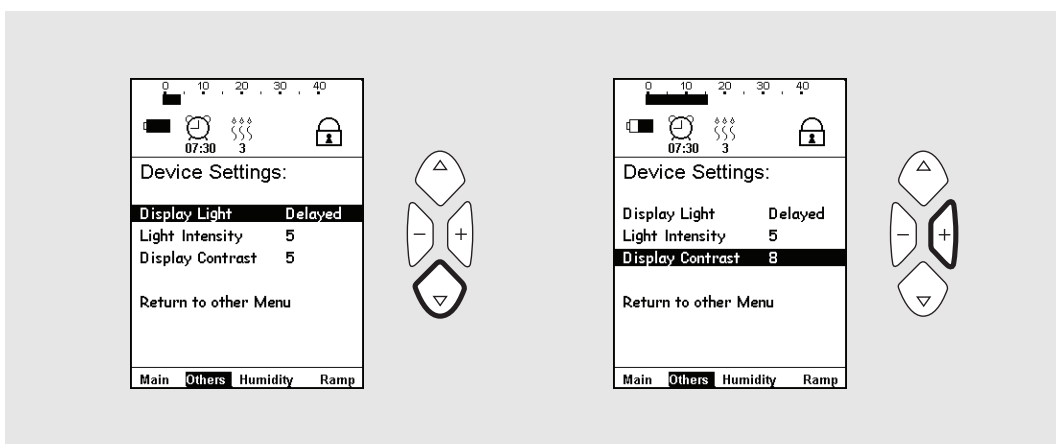 0 10 20 30 40
07:30 3
Device Settings:
Display Light Delayed
Light Intensity 5
Display Contrast 5
Return to other Menu
Main Others Humidity Ramp
- +
0 10 20 30 40
07:30 3
Device Settings:
Display Light Delayed
Light Intensity 5
Display Contrast 8
Return to other Menu
Main Others Humidity Ramp
- +